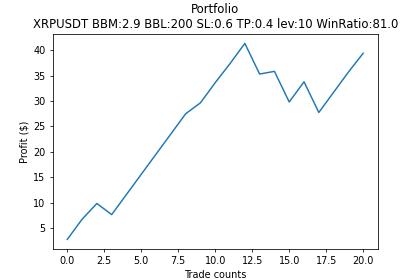 Portfolio
XRPUSDT BBM:2.9 BBL:200 SL:0.6 TP:0.4 lev:10 WinRatio:81.0
40
35
30
25
20
15
10
5
Profit ($)
0.0 2.5 5.0 7.5 10.0 12.5 15.0 17.5 20.0
Trade counts